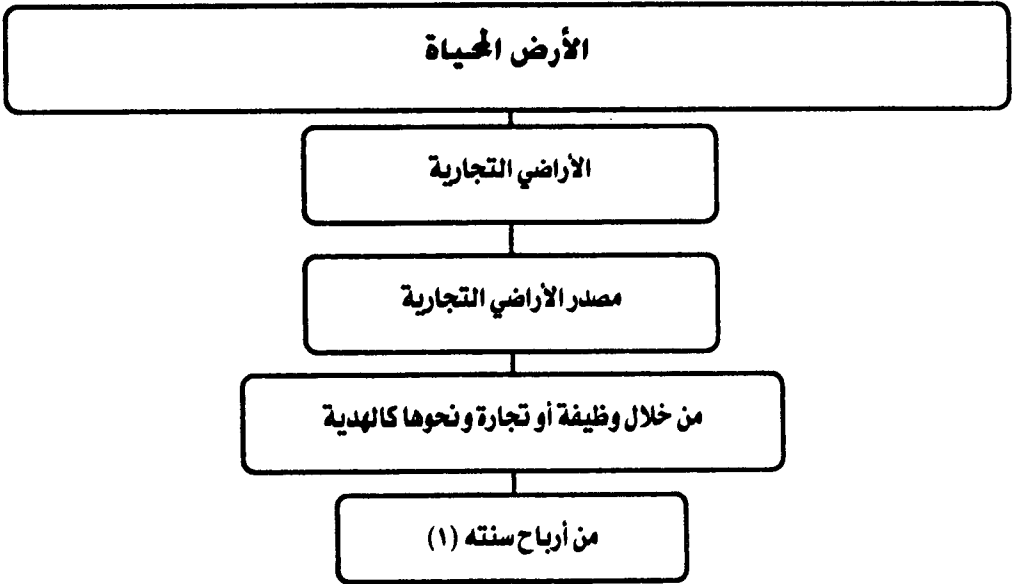 الأرض المحياة
الأراضي التجارية
مصدر الأراضي التجارية
من خلال وظيفة أو تجارة ونحوها كالهدية
من أرباح سنته (١)